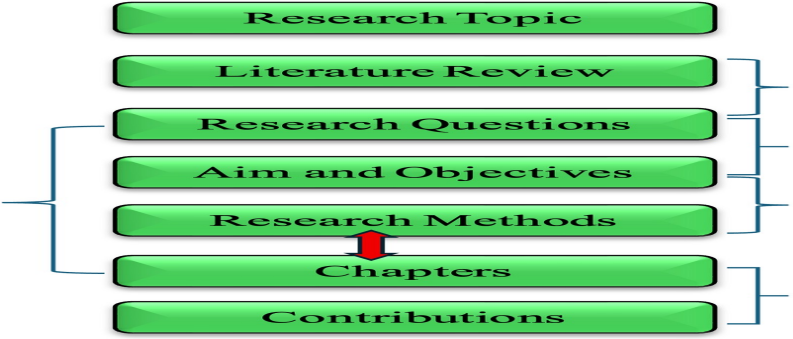 Research Topic
Literature Review
Research Questions
Aim and Objectives
Research Methods
Chapters
Contributions